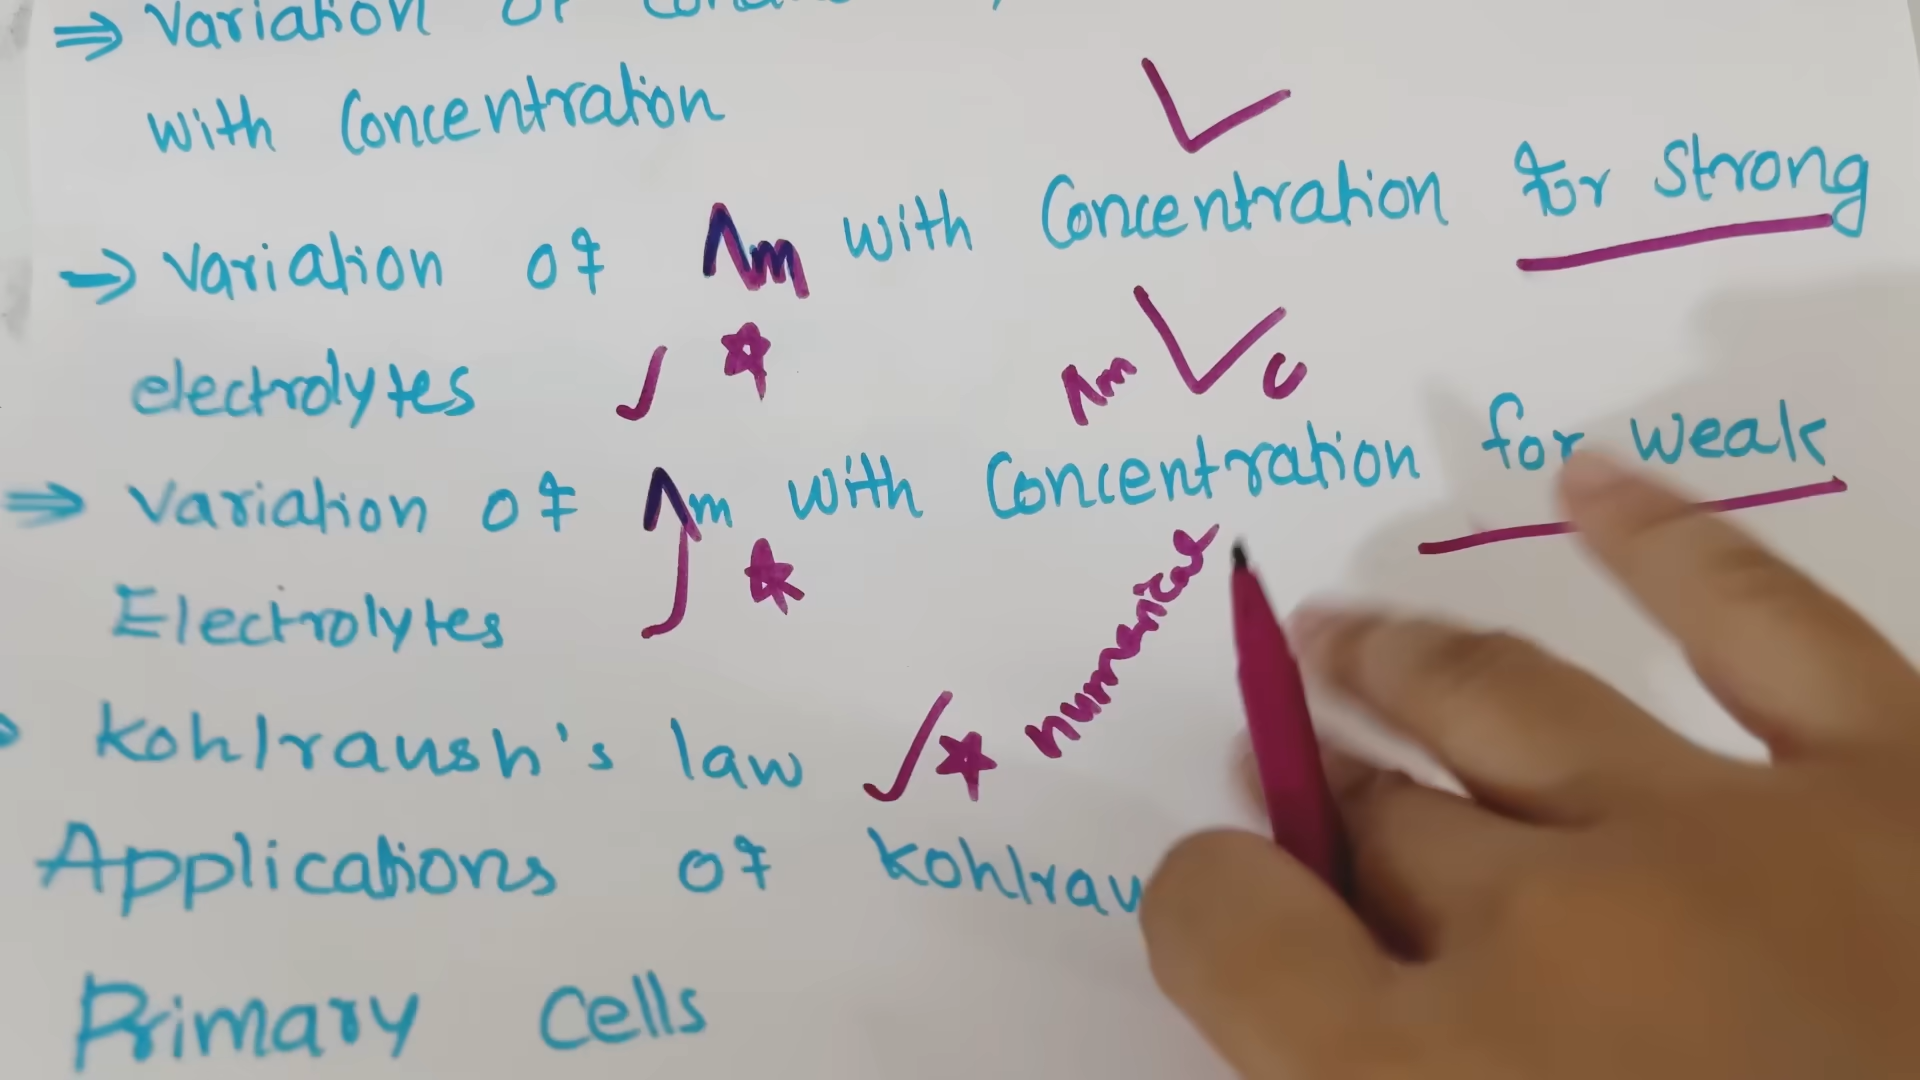 ⇒ Variation of
with Concentration
→ Variation of Λm with Concentration for strong
electrolytes
Λm C
⇒ Variation of Λm with Concentration for weak
Electrolytes
numerical
Kohlraush's law
Applications of Kohlrau
Primary Cells